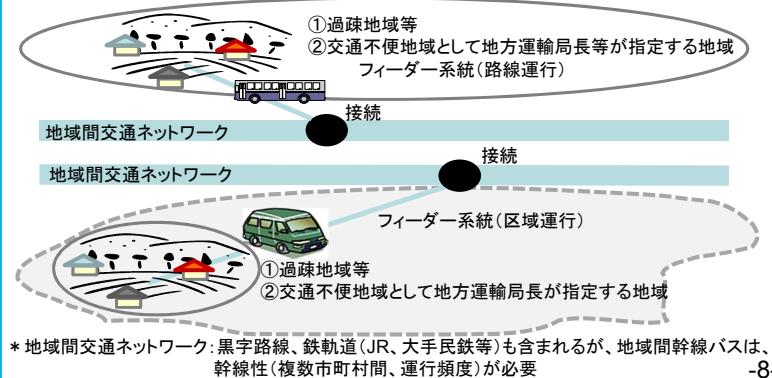 ①過疎地域等
②交通不便地域として地方運輸局長等が指定する地域
フィーダー系統(路線運行)
接続
地域間交通ネットワーク
接続
地域間交通ネットワーク
フィーダー系統(区域運行)
①過疎地域等
②交通不便地域として地方運輸局長が指定する地域
*地域間交通ネットワーク:黒字路線、鉄軌道(JR、大手民鉄等)も含まれるが、地域間幹線バスは、
幹線性(複数市町村間、運行頻度)が必要
-8-